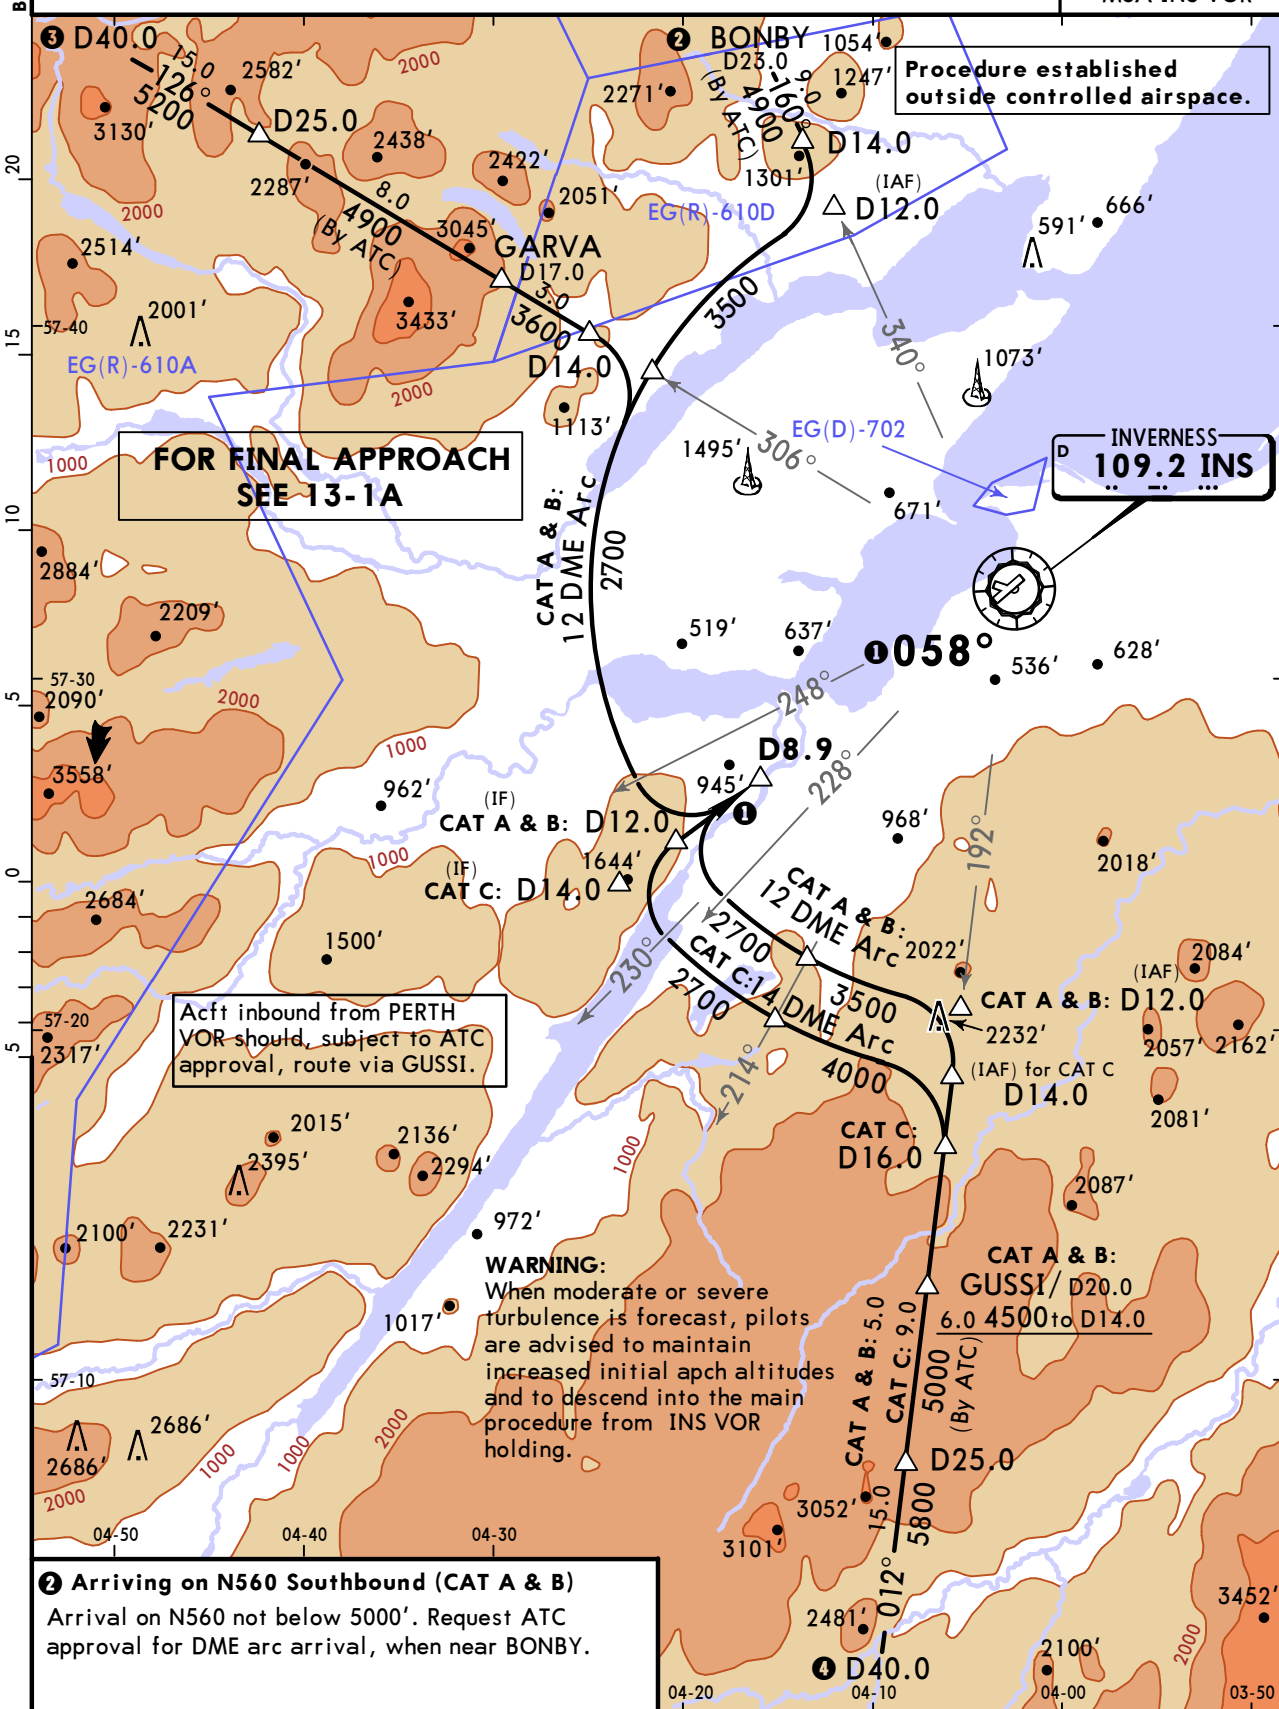 B
MSA INS VOR
❸ D40.0
15.0
126°
5200
2582'
2000
3130'
D25.0
2438'
2422'
2287'
8.0
4900
(By ATC)
2051'
3045'
GARVA
D17.0
3.0
3600
D14.0
3433'
2000
2514'
2001'
57-40
EG(R)-610A
2000
❷ BONBY
D23.0
(By ATC)
4900
160°
9.0
2271'
1054'
1247'
Procedure established
outside controlled airspace.
D14.0
1301'
(IAF)
D12.0
EG(R)-610D
591'
666'
3500
340°
1073'
1113'
1495'
306°
EG(D)-702
671'
INVERNESS
D 109.2 INS
1000
FOR FINAL APPROACH
SEE 13-1A
CAT A & B:
12 DME Arc
2700
2884'
2209'
519'
637'
❶058°
536'
628'
57-30
2090'
2000
3558'
1000
962'
248°
228°
D8.9
945'
❶
(IF)
CAT A & B: D12.0
(IF)
CAT C: D14.0
1644'
1000
968'
192°
2018'
2684'
1500'
230°
CAT A & B:
12 DME Arc
2700
CAT C:14 DME Arc
2700
3500
4000
214°
2022'
2084'
(IAF)
CAT A & B: D12.0
2232'
2057'
2162'
(IAF) for CAT C
D14.0
2081'
57-20
2317'
Acft inbound from PERTH
VOR should, subject to ATC
approval, route via GUSSI.
2015'
2136'
2395'
2294'
2100'
2231'
972'
1000
CAT C:
D16.0
2087'
WARNING:
When moderate or severe
turbulence is forecast, pilots
are advised to maintain
increased initial apch altitudes
and to descend into the main
procedure from INS VOR
holding.
1017'
CAT A & B:
GUSSI/ D20.0
6.0 4500 to D14.0
CAT A & B: 5.0
CAT C: 9.0
5000
(By ATC)
57-10
2686'
2686'
2000
1000
1000
2000
D25.0
3052'
3101'
15.0
5800
012°
2481'
❹ D40.0
2100'
2000
3452'
04-50
04-40
04-30
04-20
04-10
04-00
03-50
20
15
10
5
0
5
❷ Arriving on N560 Southbound (CAT A & B)
Arrival on N560 not below 5000'. Request ATC
approval for DME arc arrival, when near BONBY.